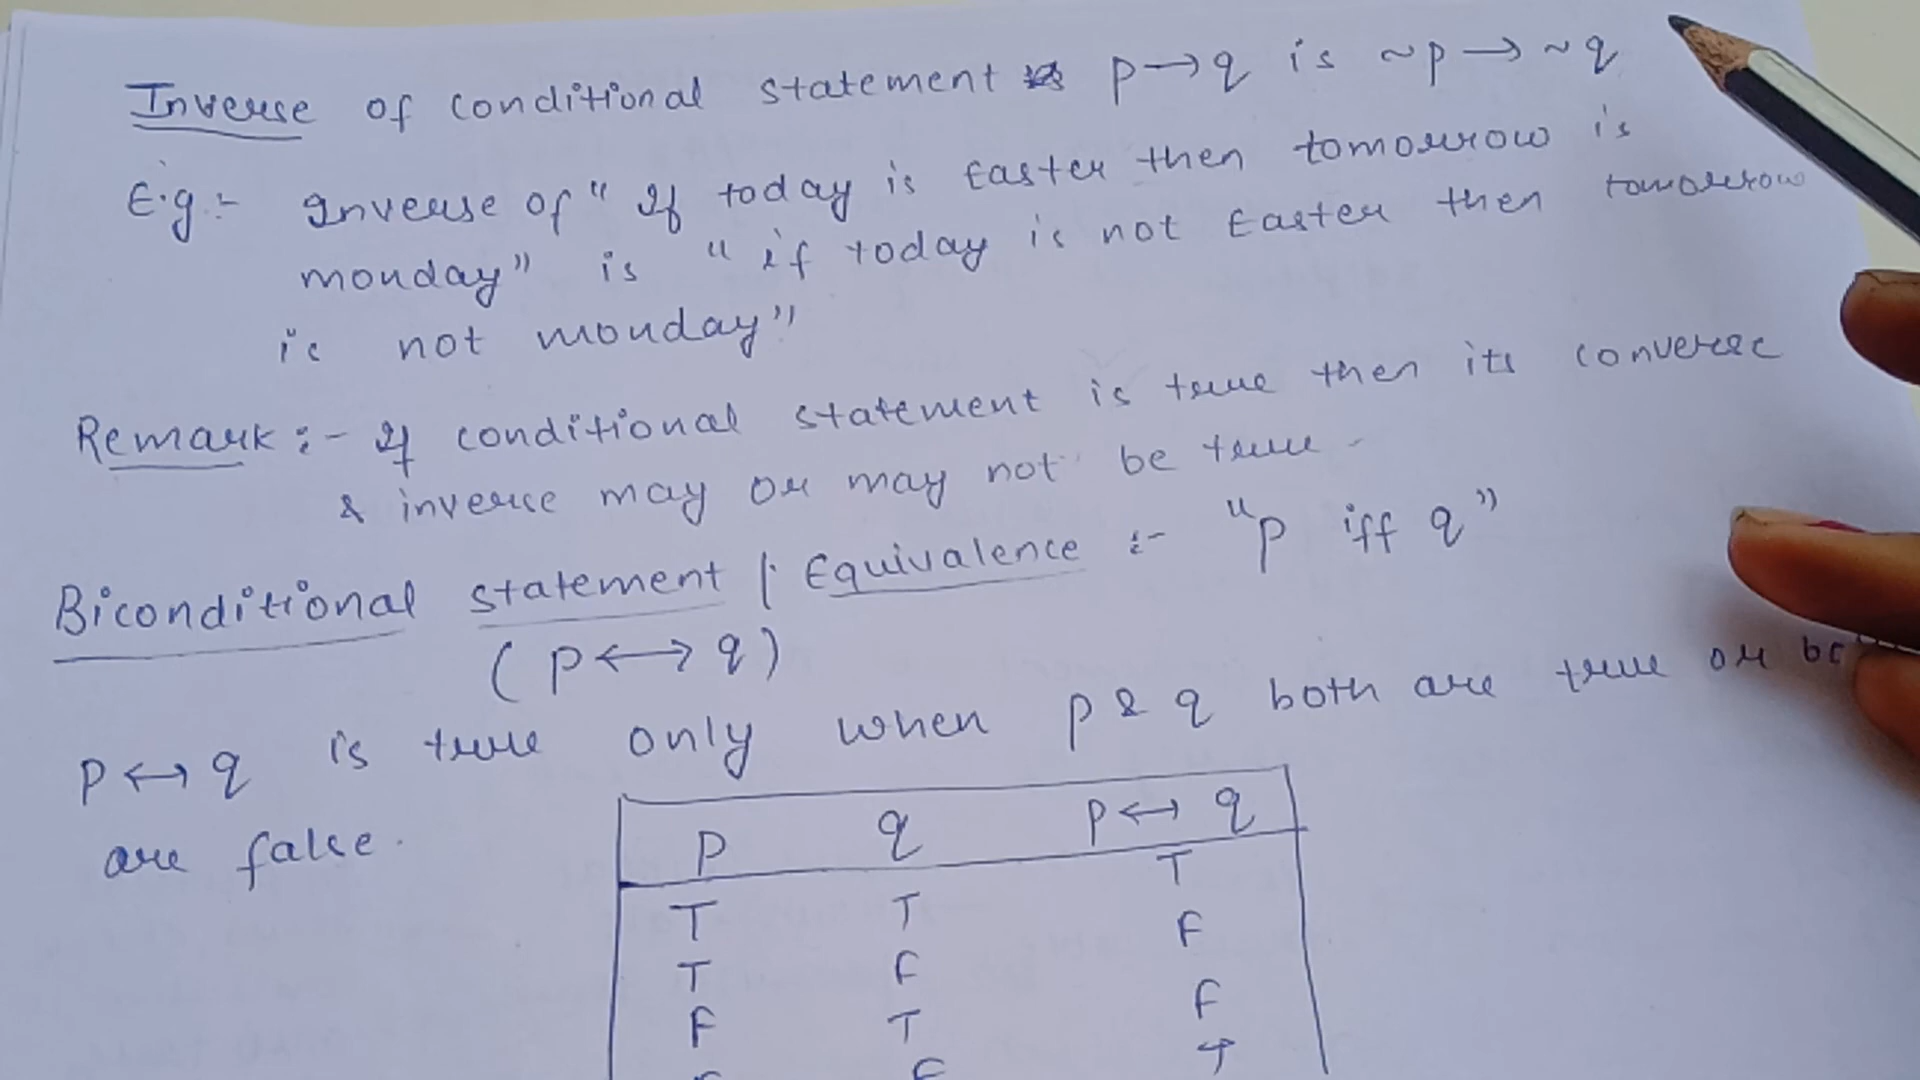 Inverse of conditional statement p→q is ~p→~q
E.g:- Inverse of "If today is Easter then tomorrow is
monday" is "if today is not Easter then tomorrow
is not monday"
Remark:- If conditional statement is true then its converse
& inverse may or may not be true.
Biconditional statement / Equivalence :- "p iff q"
(p↔q)
p↔q is true only when p & q both are true or
are false.
p q p↔q
T T T
T F F
F T F
F F T